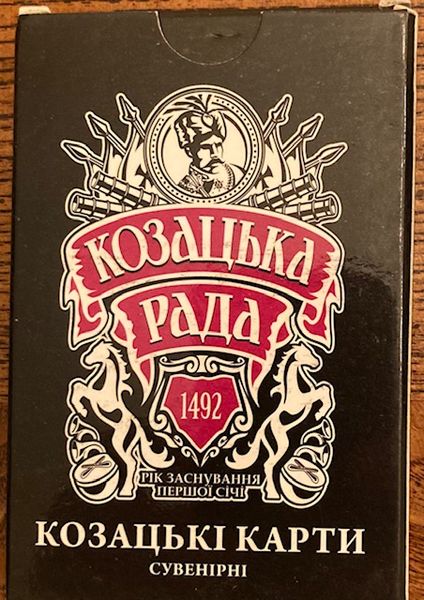 КОЗАЦЬКА
РАДА
1492
РІК ЗАСНУВАННЯ
ПЕРШОЇ СІЧІ
КОЗАЦЬКІ КАРТИ
СУВЕНІРНІ